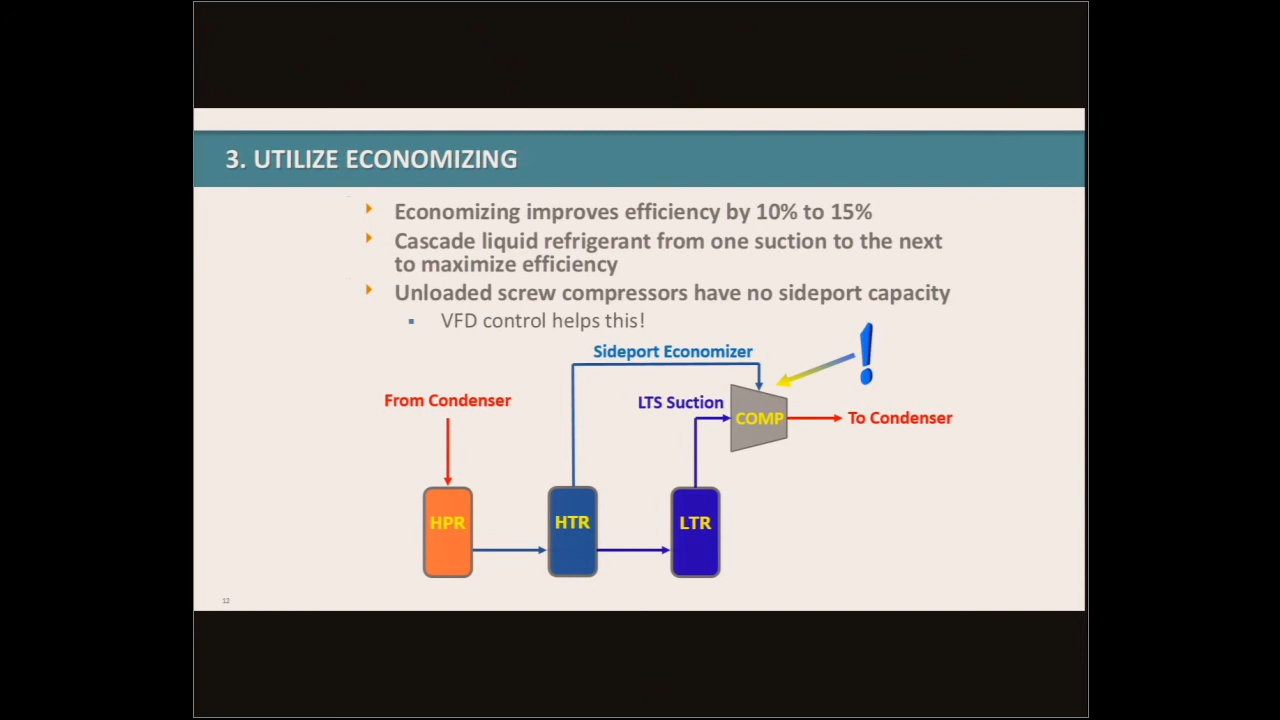 3. UTILIZE ECONOMIZING
Economizing improves efficiency by 10% to 15%
Cascade liquid refrigerant from one suction to the next
to maximize efficiency
Unloaded screw compressors have no sideport capacity
VFD control helps this!
Sideport Economizer
!
From Condenser
LTS Suction
COMP
To Condenser
HPR
HTR
LTR
12